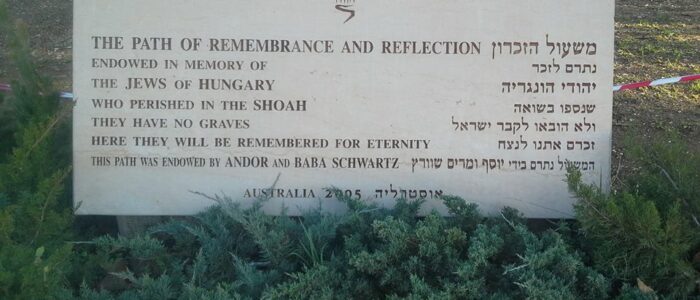 THE PATH OF REMEMBRANCE AND REFLECTION משעול הזכרון
ENDOWED IN MEMORY OF נתרם לזכר
THE JEWS OF HUNGARY יהודי הונגריה
WHO PERISHED IN THE SHOAH שנספו בשואה
THEY HAVE NO GRAVES ולא הובאו לקבר ישראל
HERE THEY WILL BE REMEMBERED FOR ETERNITY זכרם אתנו לנצח
THIS PATH WAS ENDOWED BY ANDOR AND BABA SCHWARTZ המשעול נתרם בידי יוסף ומרים שוורץ
AUSTRALIA 2005 אוסטרליה